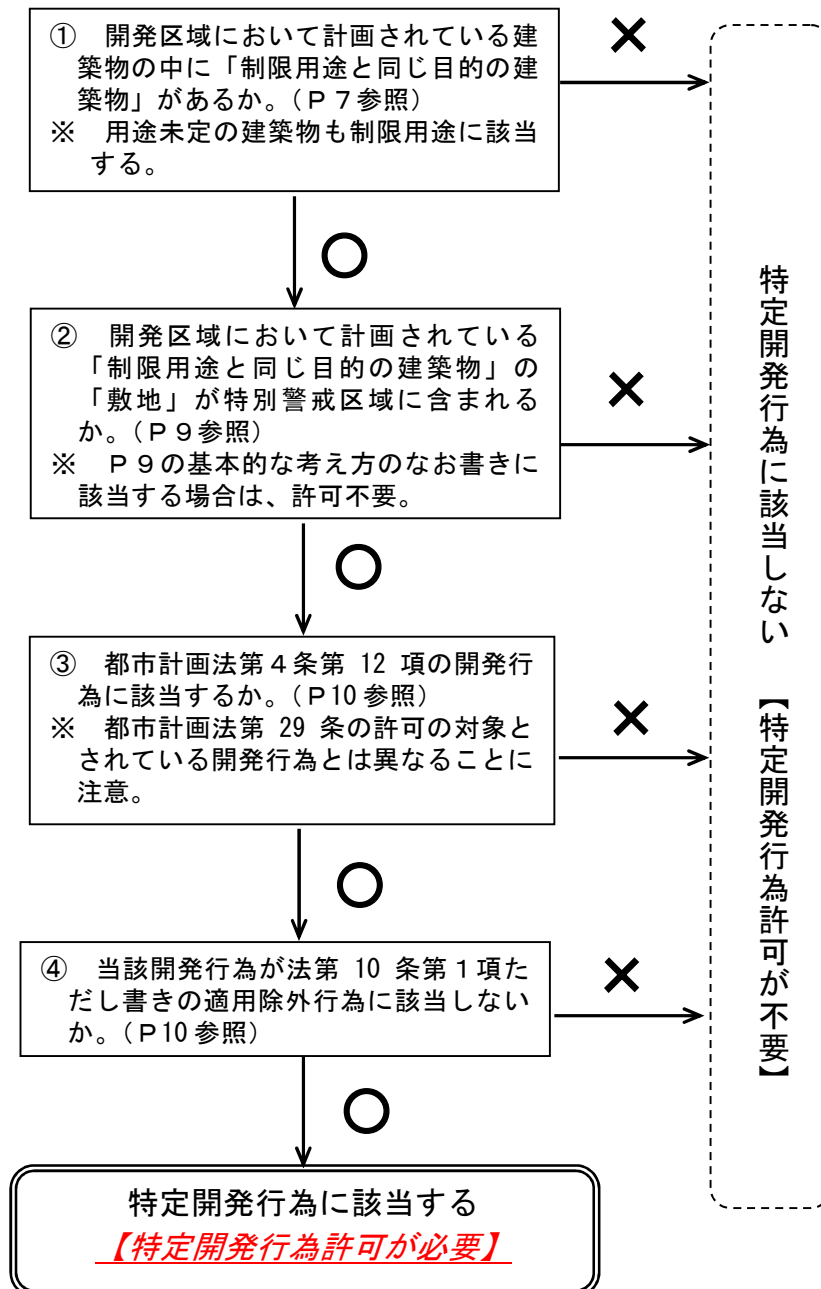 ① 開発区域において計画されている建
築物の中に「制限用途と同じ目的の建
築物」があるか。（Ｐ７参照）
※ 用途未定の建築物も制限用途に該当
する。
×
○
② 開発区域において計画されている
「制限用途と同じ目的の建築物」の
「敷地」が特別警戒区域に含まれる
か。（Ｐ９参照）
※ Ｐ９の基本的な考え方のなお書きに
該当する場合は、許可不要。
×
○
③ 都市計画法第４条第 12 項の開発行
為に該当するか。（Ｐ10 参照）
※ 都市計画法第 29 条の許可の対象と
されている開発行為とは異なることに
注意。
×
○
④ 当該開発行為が法第 10 条第１項た
だし書きの適用除外行為に該当しない
か。（Ｐ10 参照）
×
○
特定開発行為に該当する
【特定開発行為許可が必要】
特定開発行為に該当しない 【特定開発行為許可が不要】